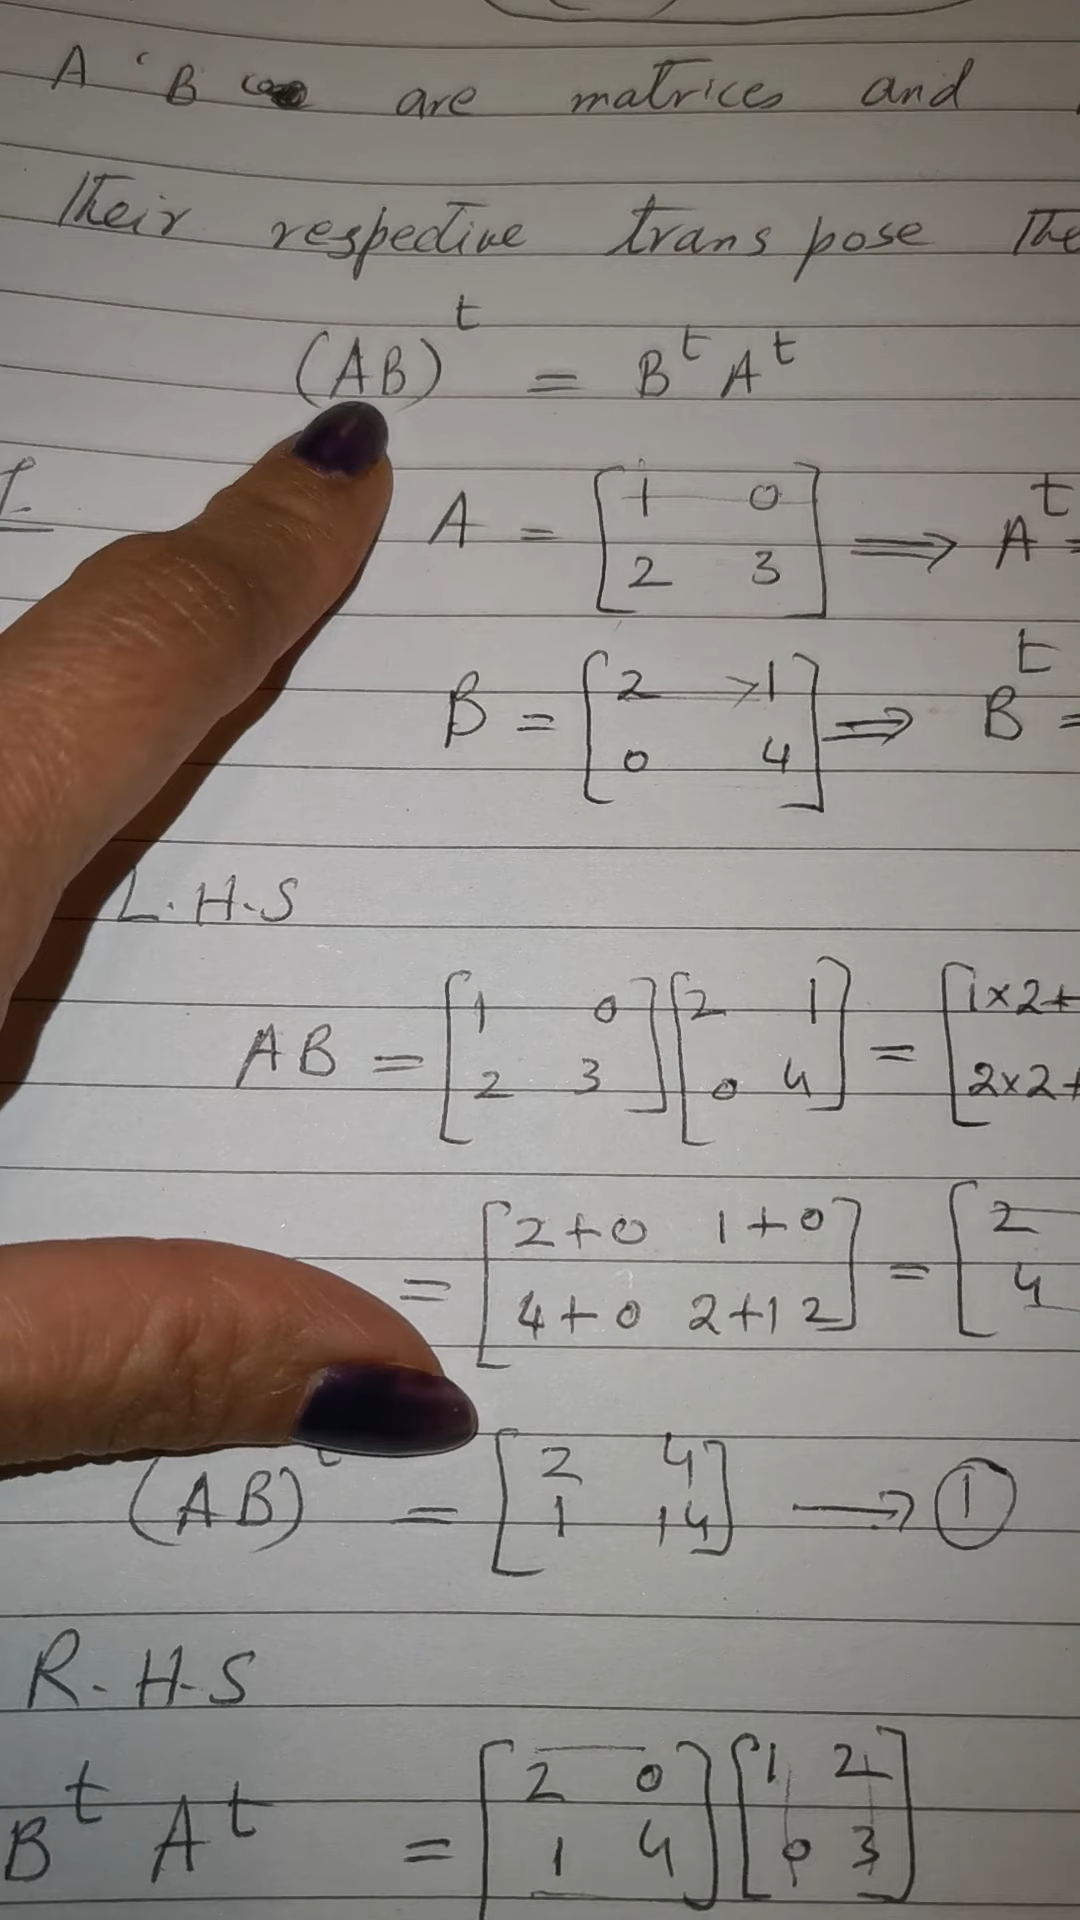 A ‘ B are matrices and
Their respective transpose The
(AB)^t = B^t A^t
A = [1 0; 2 3] ⟹ A^t =
B = [2 1; 0 4] ⟹ B^t =
L.H.S
AB = [1 0; 2 3] [2 1; 0 4] = [1×2+; 2×2+
= [2+0 1+0; 4+0 2+12] = [2; 4
(AB)^t = [2 4; 1 14] → ①
R.H.S
B^t A^t = [2 0; 1 4] [1 2; 0 3]